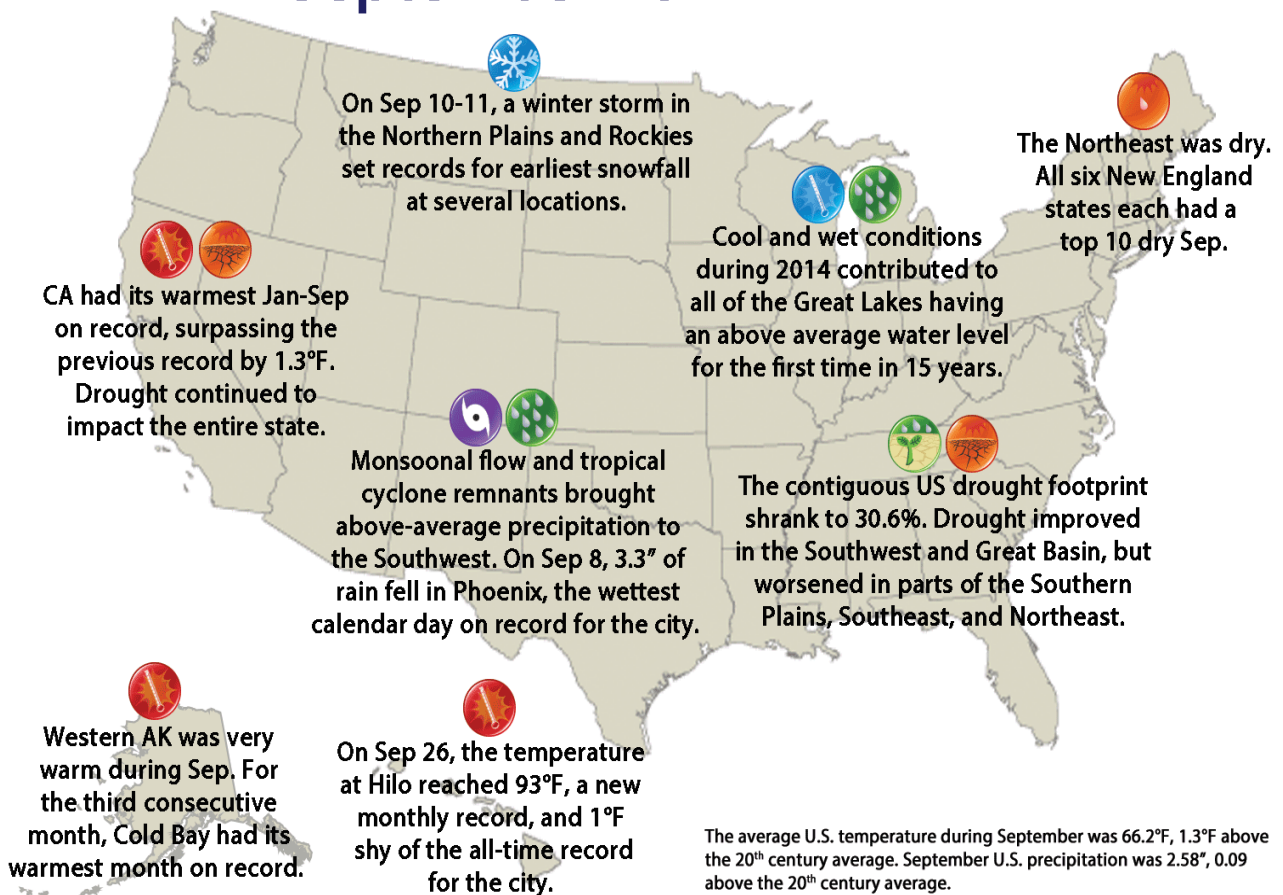 On Sep 10-11, a winter storm in
the Northern Plains and Rockies
set records for earliest snowfall
at several locations.
The Northeast was dry.
All six New England
states each had a
top 10 dry Sep.
Cool and wet conditions
during 2014 contributed to
all of the Great Lakes having
an above average water level
for the first time in 15 years.
CA had its warmest Jan-Sep
on record, surpassing the
previous record by 1.3°F.
Drought continued to
impact the entire state.
Monsoonal flow and tropical
cyclone remnants brought
above-average precipitation to
the Southwest. On Sep 8, 3.3" of
rain fell in Phoenix, the wettest
calendar day on record for the city.
The contiguous US drought footprint
shrank to 30.6%. Drought improved
in the Southwest and Great Basin, but
worsened in parts of the Southern
Plains, Southeast, and Northeast.
Western AK was very
warm during Sep. For
the third consecutive
month, Cold Bay had its
warmest month on record.
On Sep 26, the temperature
at Hilo reached 93°F, a new
monthly record, and 1°F
shy of the all-time record
for the city.
The average U.S. temperature during September was 66.2°F, 1.3°F above
the 20th century average. September U.S. precipitation was 2.58", 0.09
above the 20th century average.